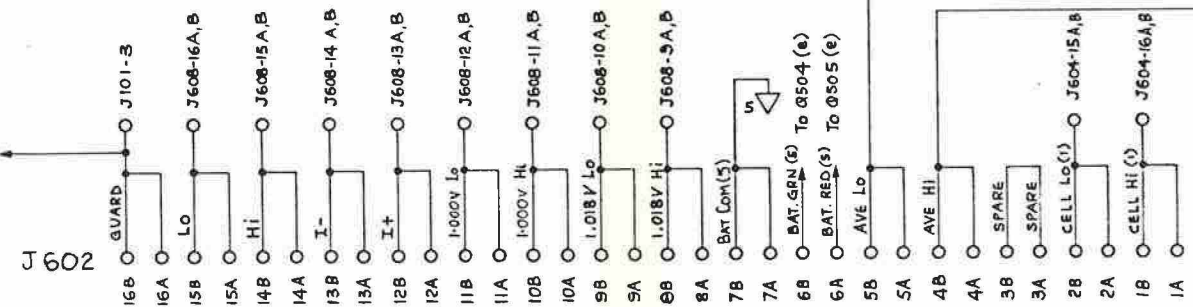 J602
16B GUARD J101-3
16A
15B Lo J608-16A,B
15A
14B Hi J608-15A,B
14A
13B I- J608-14A,B
13A
12B I+ J608-13A,B
12A
11B 1.000V Lo J608-12A,B
11A
10B 1.000V Hi J608-11A,B
10A
9B 1.018V Lo J608-10A,B
9A
8B 1.018V Hi J608-9A,B
8A
7B BAT COM(5) 5
7A
6B BAT. GRN (5) To Q504(e)
6A BAT. RED (5) To Q505(e)
5B AVE Lo
5A
4B AVE Hi
4A
3B SPARE
3A SPARE
2B CELL Lo(1) J604-15A,B
2A
1B CELL Hi(1) J604-16A,B
1A